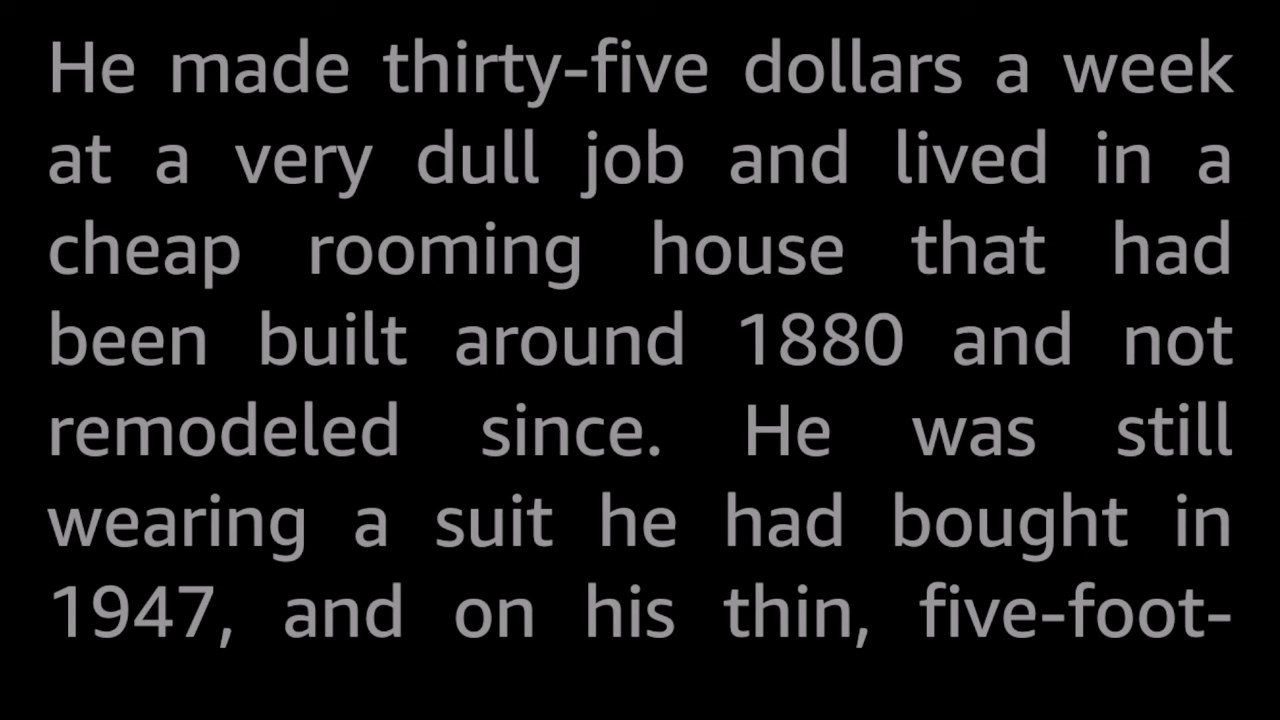 He made thirty-five dollars a week
at a very dull job and lived in a
cheap rooming house that had
been built around 1880 and not
remodeled since. He was still
wearing a suit he had bought in
1947, and on his thin, five-foot-